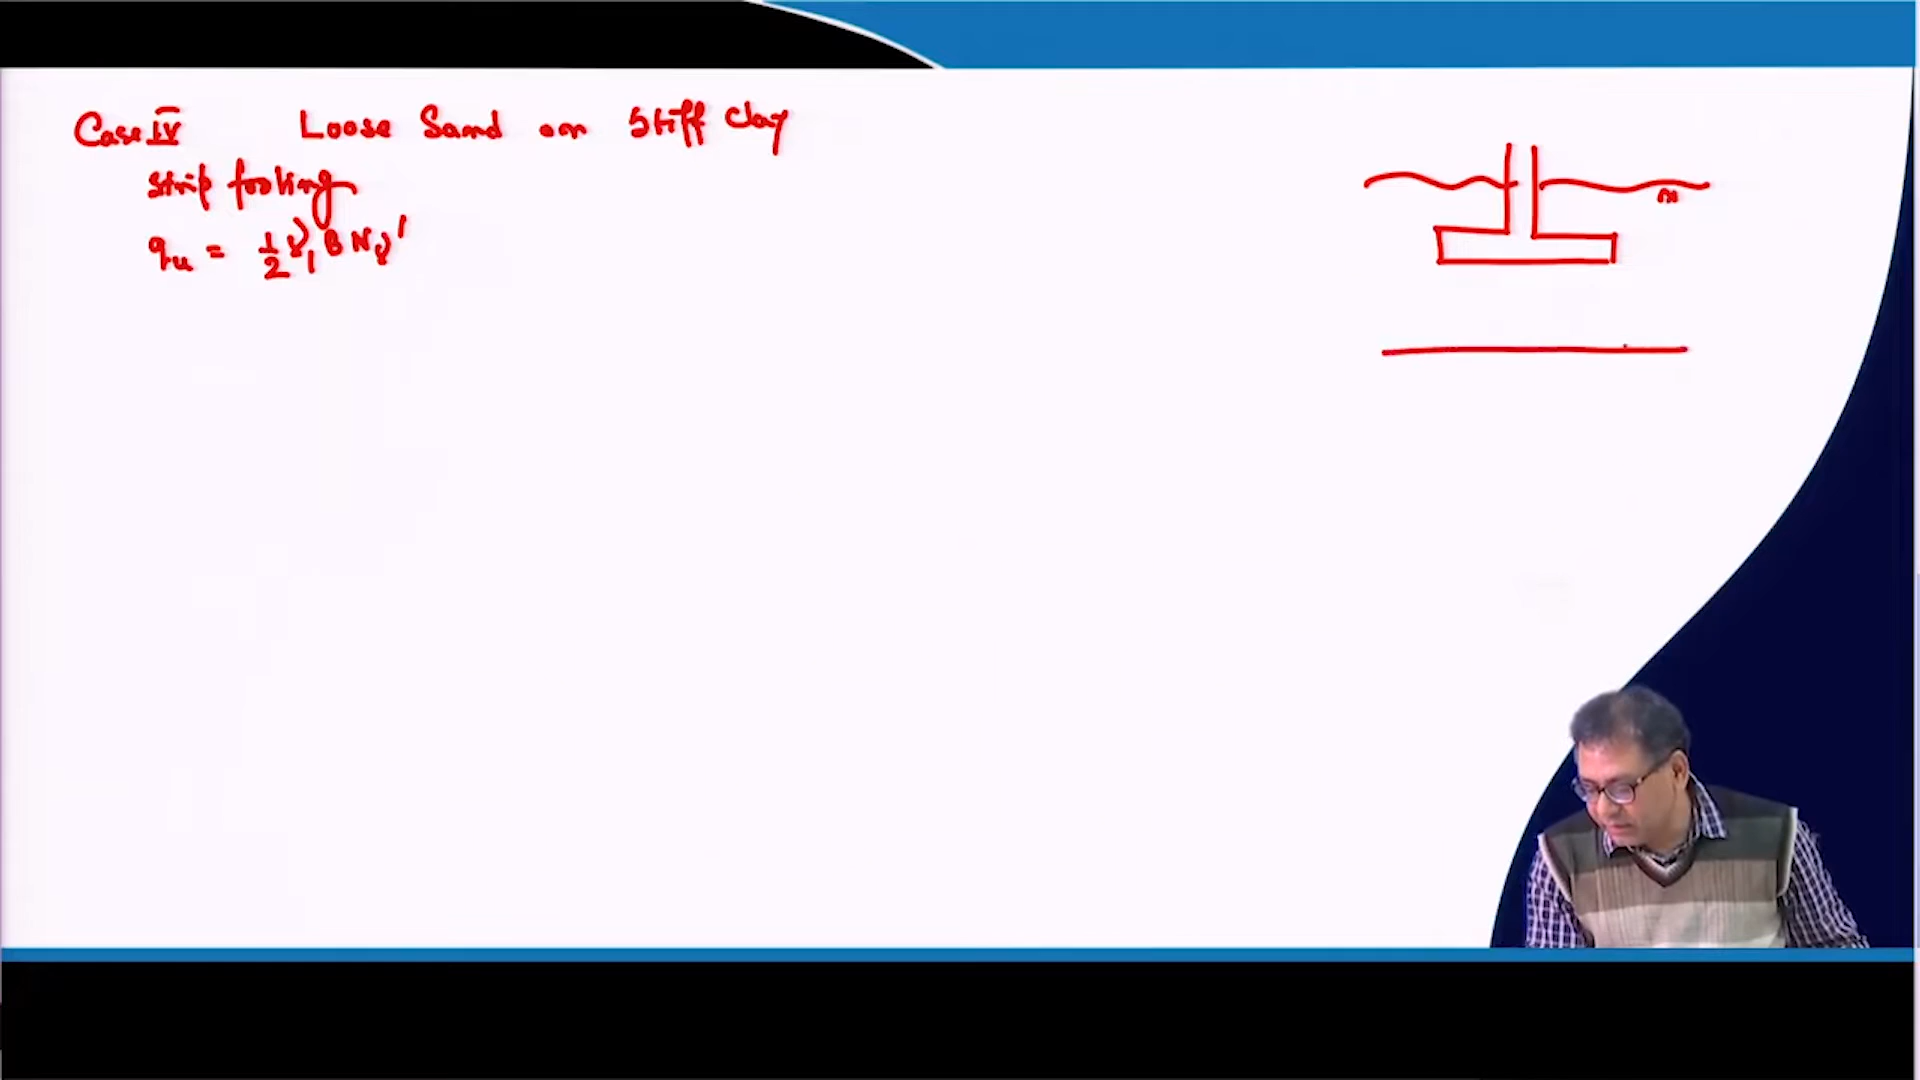 Case IV Loose Sand on Stiff Clay
Strip footing
qu = 1/2 γ1 B Nγ'